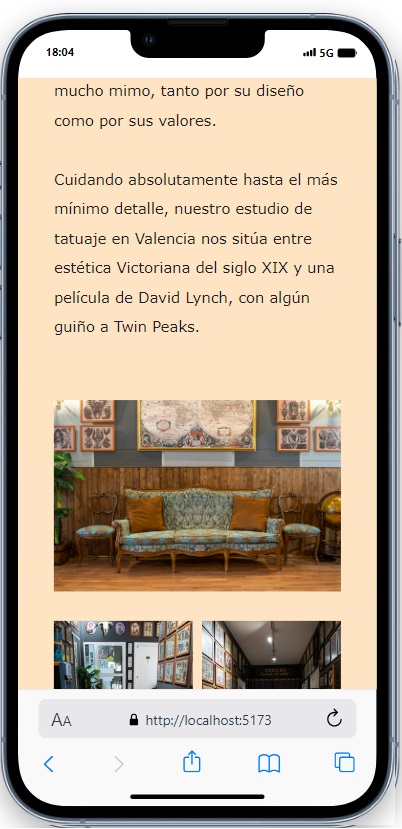 18:04
5G
mucho mimo, tanto por su diseño
como por sus valores.
Cuidando absolutamente hasta el más
mínimo detalle, nuestro estudio de
tatuaje en Valencia nos sitúa entre
estética Victoriana del siglo XIX y una
película de David Lynch, con algún
guiño a Twin Peaks.
AA
http://localhost:5173